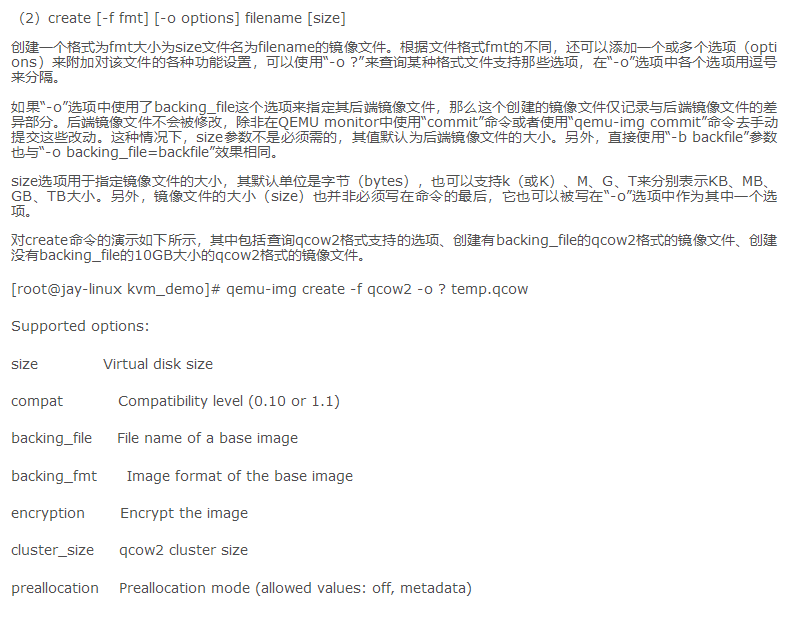 （2）create [-f fmt] [-o options] filename [size]
创建一个格式为fmt大小为size文件名为filename的镜像文件。根据文件格式fmt的不同，还可以添加一个或多个选项（opti
ons）来附加对该文件的各种功能设置，可以使用“-o ?”来查询某种格式文件支持那些选项，在“-o”选项中各个选项用逗号
来分隔。
如果“-o”选项中使用了backing_file这个选项来指定其后端镜像文件，那么这个创建的镜像文件仅记录与后端镜像文件的差
异部分。后端镜像文件不会被修改，除非在QEMU monitor中使用“commit”命令或者使用“qemu-img commit”命令去手动
提交这些改动。这种情况下，size参数不是必须需的，其值默认为后端镜像文件的大小。另外，直接使用“-b backfile”参数
也与“-o backing_file=backfile”效果相同。
size选项用于指定镜像文件的大小，其默认单位是字节（bytes），也可以支持k（或K）、M、G、T来分别表示KB、MB、
GB、TB大小。另外，镜像文件的大小（size）也并非必须写在命令的最后，它也可以被写在“-o”选项中作为其中一个选
项。
对create命令的演示如下所示，其中包括查询qcow2格式支持的选项、创建有backing_file的qcow2格式的镜像文件、创建
没有backing_file的10GB大小的qcow2格式的镜像文件。
[root@jay-linux kvm_demo]# qemu-img create -f qcow2 -o ? temp.qcow
Supported options:
size Virtual disk size
compat Compatibility level (0.10 or 1.1)
backing_file File name of a base image
backing_fmt Image format of the base image
encryption Encrypt the image
cluster_size qcow2 cluster size
preallocation Preallocation mode (allowed values: off, metadata)